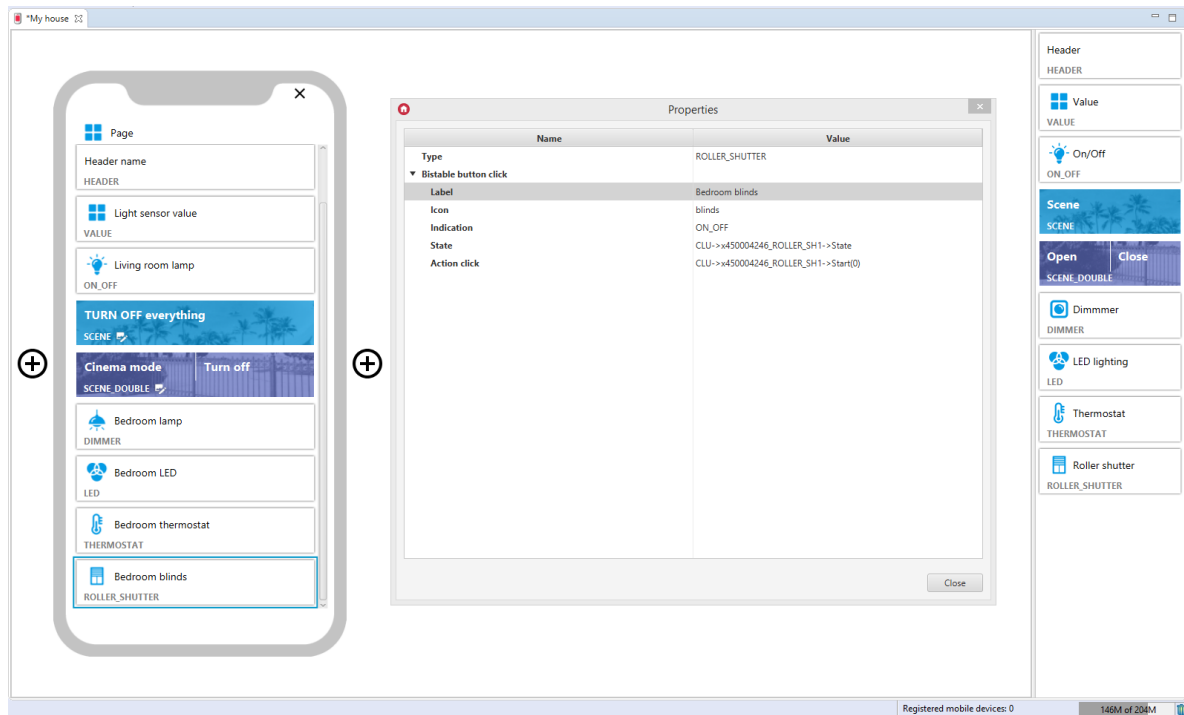 *My house
Page
Header name
HEADER
Light sensor value
VALUE
Living room lamp
ON_OFF
TURN OFF everything
SCENE
Cinema mode
Turn off
SCENE_DOUBLE
Bedroom lamp
DIMMER
Bedroom LED
LED
Bedroom thermostat
THERMOSTAT
Bedroom blinds
ROLLER_SHUTTER
Properties
Name Value
Type ROLLER_SHUTTER
Bistable button click
Label Bedroom blinds
Icon blinds
Indication ON_OFF
State CLU->x450004246_ROLLER_SH1->State
Action click CLU->x450004246_ROLLER_SH1->Start(0)
Close
Header
HEADER
Value
VALUE
On/Off
ON_OFF
Scene
SCENE
Open Close
SCENE_DOUBLE
Dimmmer
DIMMER
LED lighting
LED
Thermostat
THERMOSTAT
Roller shutter
ROLLER_SHUTTER
Registered mobile devices: 0
146M of 204M